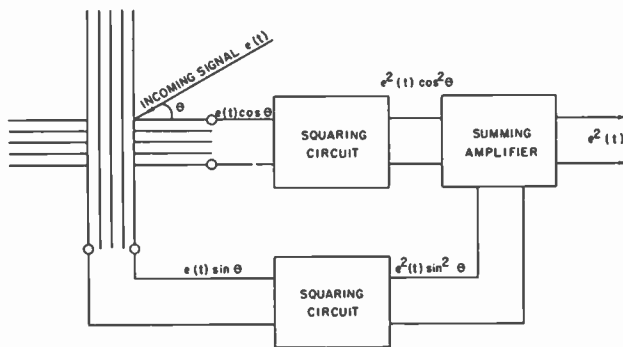 INCOMING SIGNAL e(t)
θ
e(t)cos θ
SQUARING
CIRCUIT
e²(t) cos²θ
SUMMING
AMPLIFIER
e²(t)
e(t) sin θ
SQUARING
CIRCUIT
e²(t)sin² θ